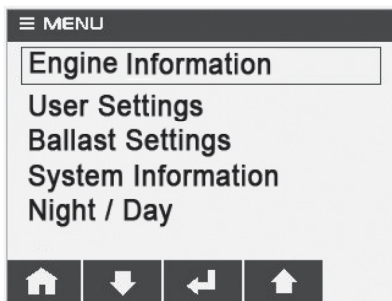 MENU
Engine Information
User Settings
Ballast Settings
System Information
Night / Day